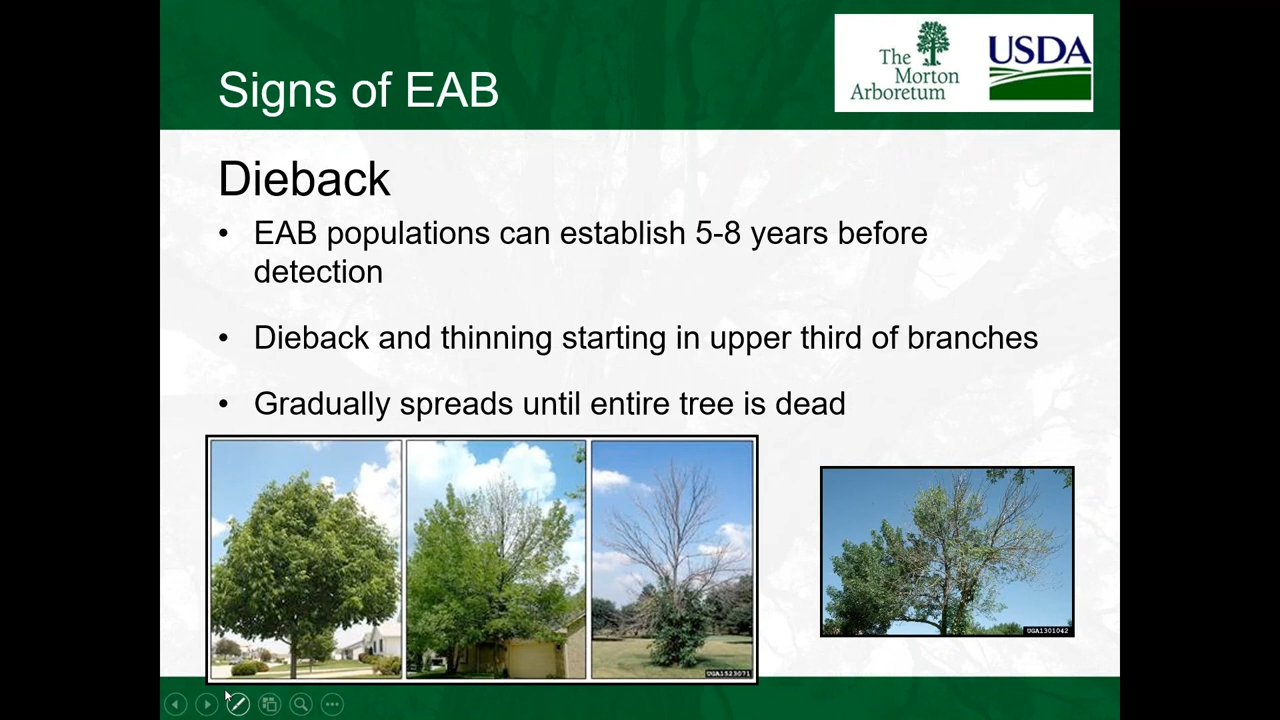 Signs of EAB
The
Morton
Arboretum
USDA
Dieback
• EAB populations can establish 5-8 years before
detection
• Dieback and thinning starting in upper third of branches
• Gradually spreads until entire tree is dead
UGA1523071
UGA1301042